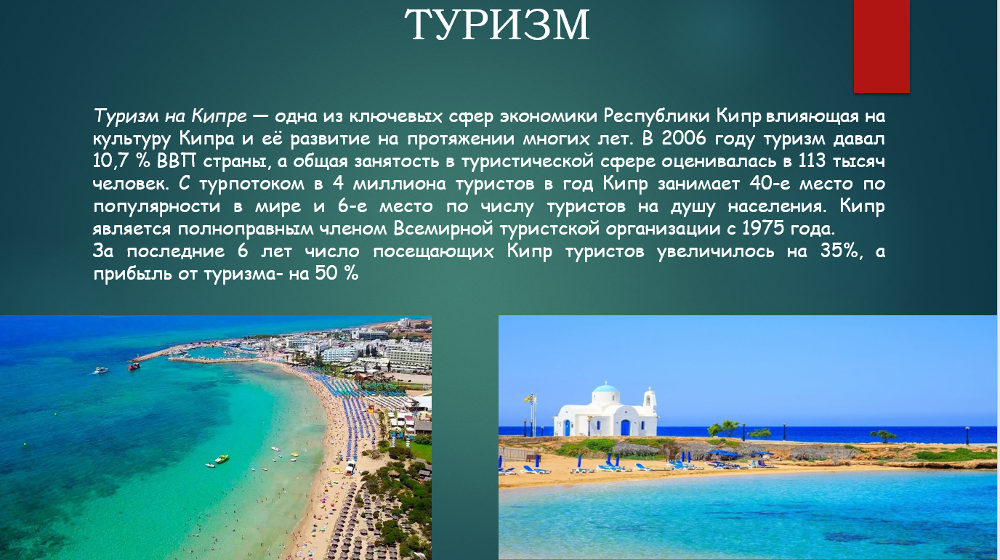 ТУРИЗМ
Туризм на Кипре — одна из ключевых сфер экономики Республики Кипр влияющая на
культуру Кипра и её развитие на протяжении многих лет. В 2006 году туризм давал
10,7 % ВВП страны, а общая занятость в туристической сфере оценивалась в 113 тысяч
человек. С турпотоком в 4 миллиона туристов в год Кипр занимает 40-е место по
популярности в мире и 6-е место по числу туристов на душу населения. Кипр
является полноправным членом Всемирной туристской организации с 1975 года.
За последние 6 лет число посещающих Кипр туристов увеличилось на 35%, а
прибыль от туризма- на 50 %